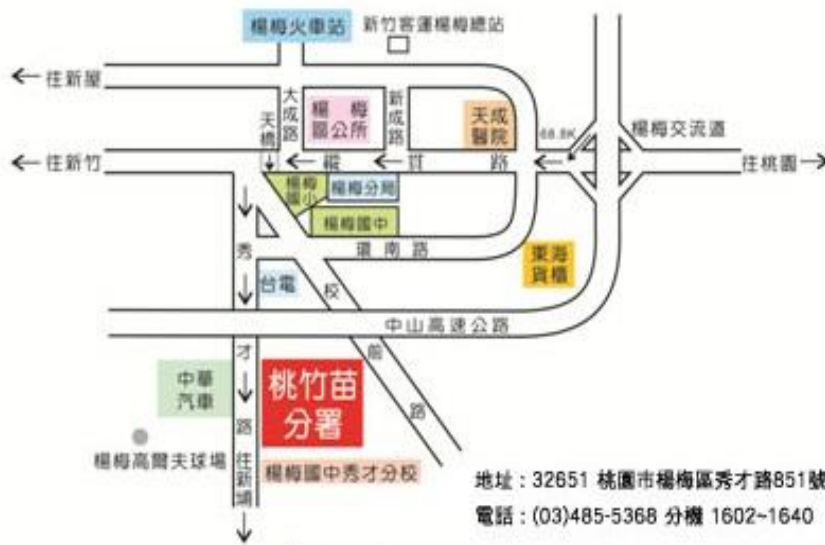 楊梅火車站
新竹客運楊梅總站
往新屋
大成路
楊梅
區公所
新成路
天成
醫院
68.8K
楊梅交流道
天橋
往新竹
縱貫路
往桃園
楊梅
國小
楊梅分局
楊梅國中
環南路
東海
貨櫃
台電
校前路
中山高速公路
秀才路
中華
汽車
桃竹苗
分署
楊梅高爾夫球場
往新埔
楊梅國中秀才分校
地址：32651 桃園市楊梅區秀才路851號
電話：(03)485-5368 分機 1602~1640